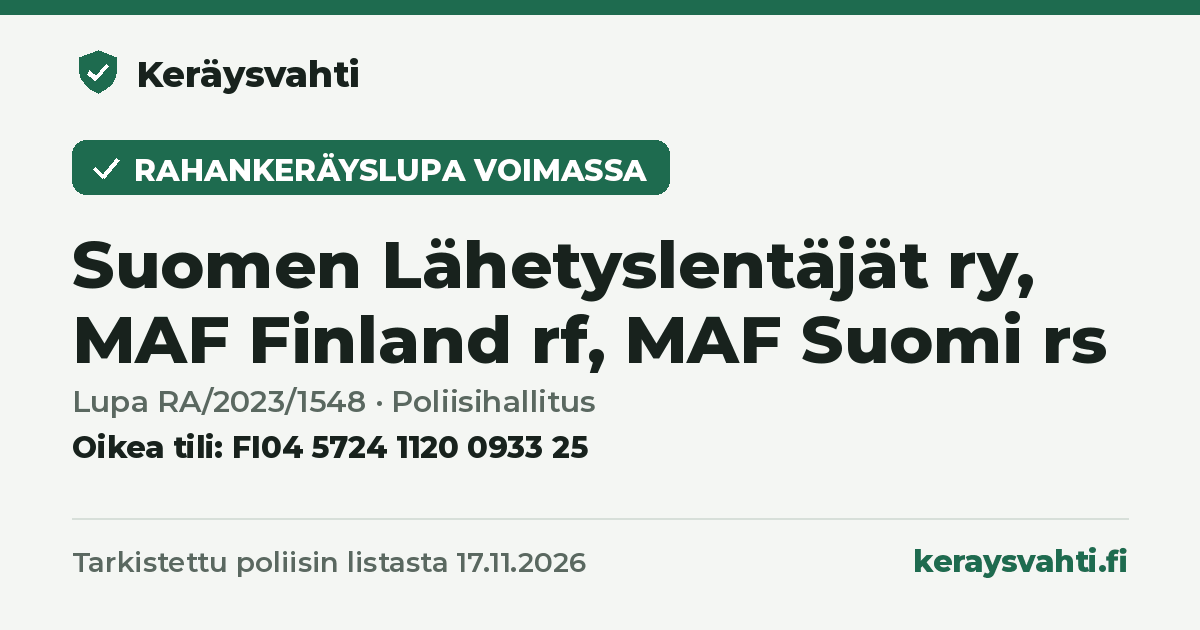 Keräysvahti
RAHANKERÄYSLUPA VOIMASSA
Suomen Lähetyslentäjät ry,
MAF Finland rf, MAF Suomi rs
Lupa RA/2023/1548 · Poliisihallitus
Oikea tili: FI04 5724 1120 0933 25
Tarkistettu poliisin listasta 17.11.2026
keraysvahti.fi